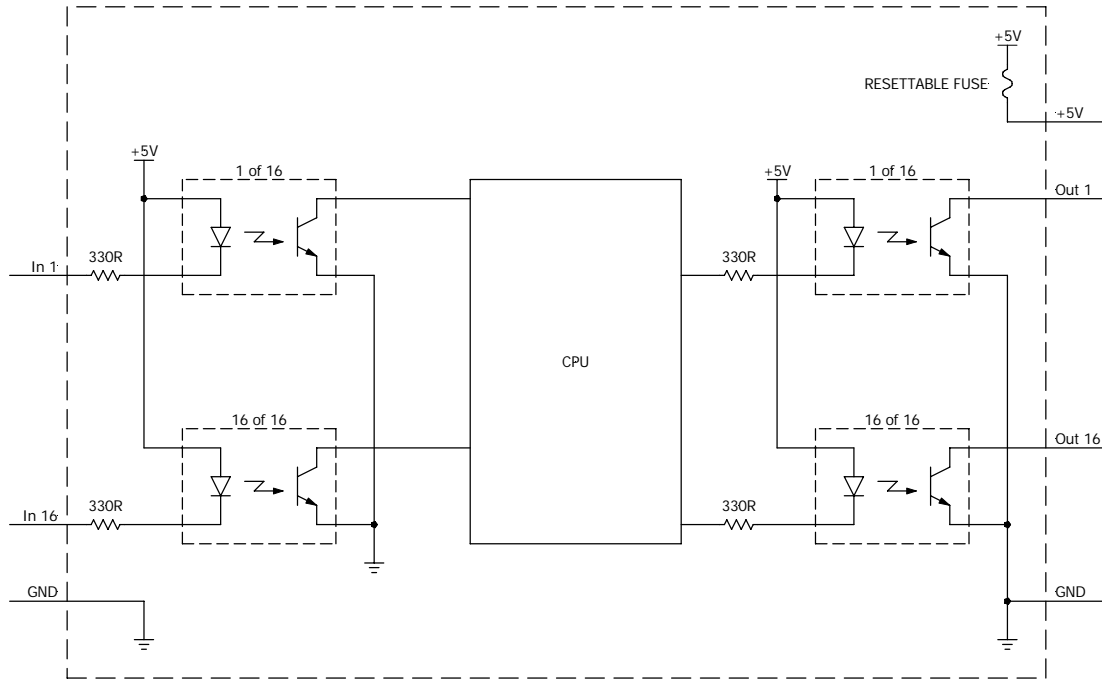 +5V
RESETTABLE FUSE
+5V
+5V
1 of 16
+5V
1 of 16
Out 1
330R
In 1
330R
CPU
16 of 16
16 of 16
Out 16
330R
In 16
330R
GND
GND